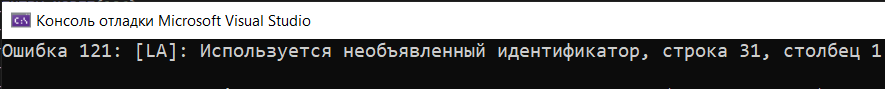 Консоль отладки Microsoft Visual Studio
Ошибка 121: [LA]: Используется необъявленный идентификатор, строка 31, столбец 1